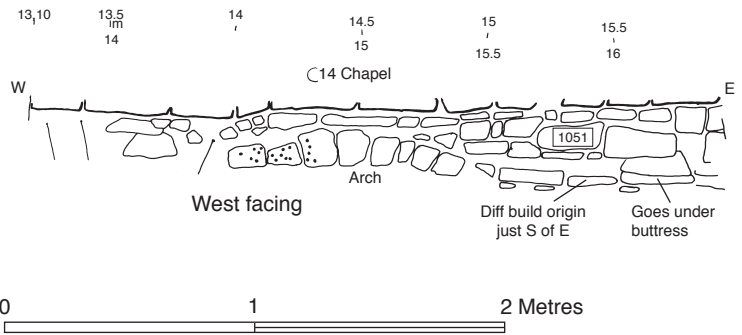 13,10 13.5 14 14.5 15 15.5
m
14 15 15.5 16
C14 Chapel
W E
1051
Arch
West facing
Diff build origin
just S of E
Goes under
buttress
0 1 2 Metres